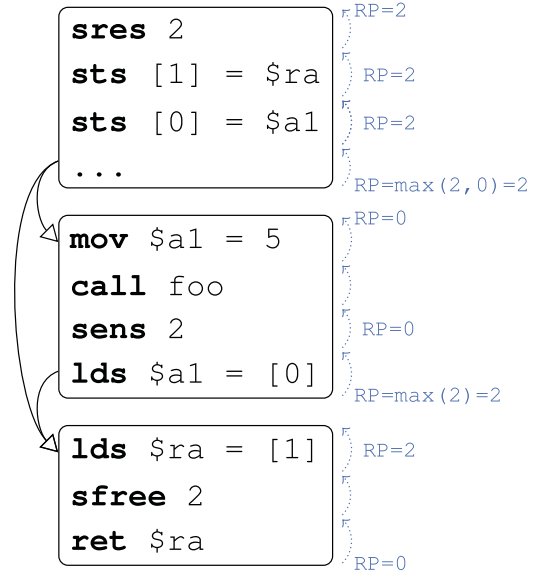 sres 2
RP=2
sts [1] = $ra
RP=2
sts [0] = $a1
RP=2
...
RP=max(2,0)=2
RP=0
mov $a1 = 5
call foo
sens 2
RP=0
lds $a1 = [0]
RP=max(2)=2
lds $ra = [1]
RP=2
sfree 2
ret $ra
RP=0